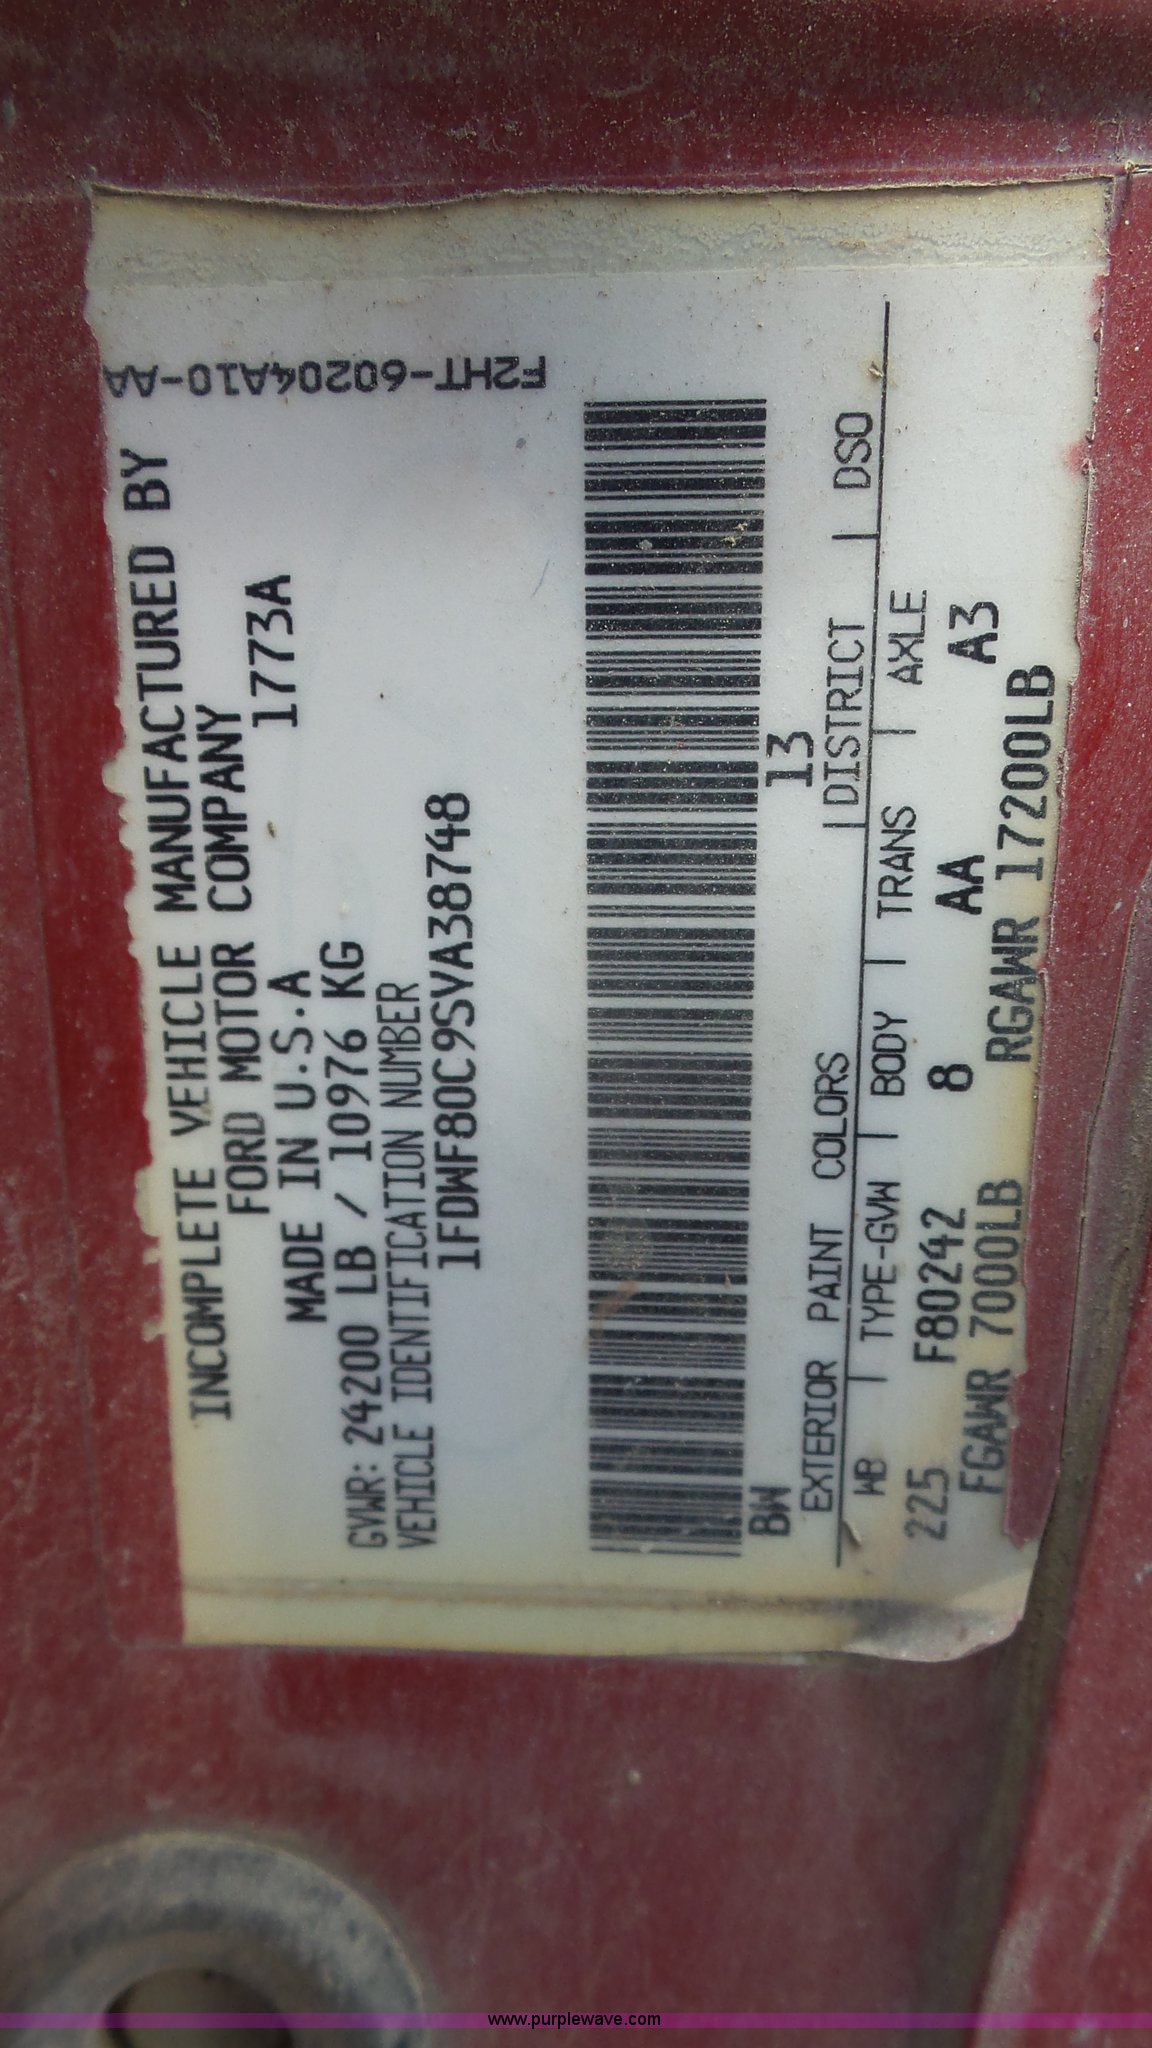 F2HT-60204A10-AA
INCOMPLETE VEHICLE MANUFACTURED BY
FORD MOTOR COMPANY
1773A
MADE IN U.S.A
GVWR: 24200 LB / 10976 KG
VEHICLE IDENTIFICATION NUMBER
1FDWF80C9SVA38748
BW 13
EXTERIOR PAINT COLORS | DISTRICT | DSO
WB | TYPE-GVW | BODY | TRANS | AXLE
225 F80242 8 AA A3
FGAWR 7000LB RGAWR 17200LB
www.purplewave.com